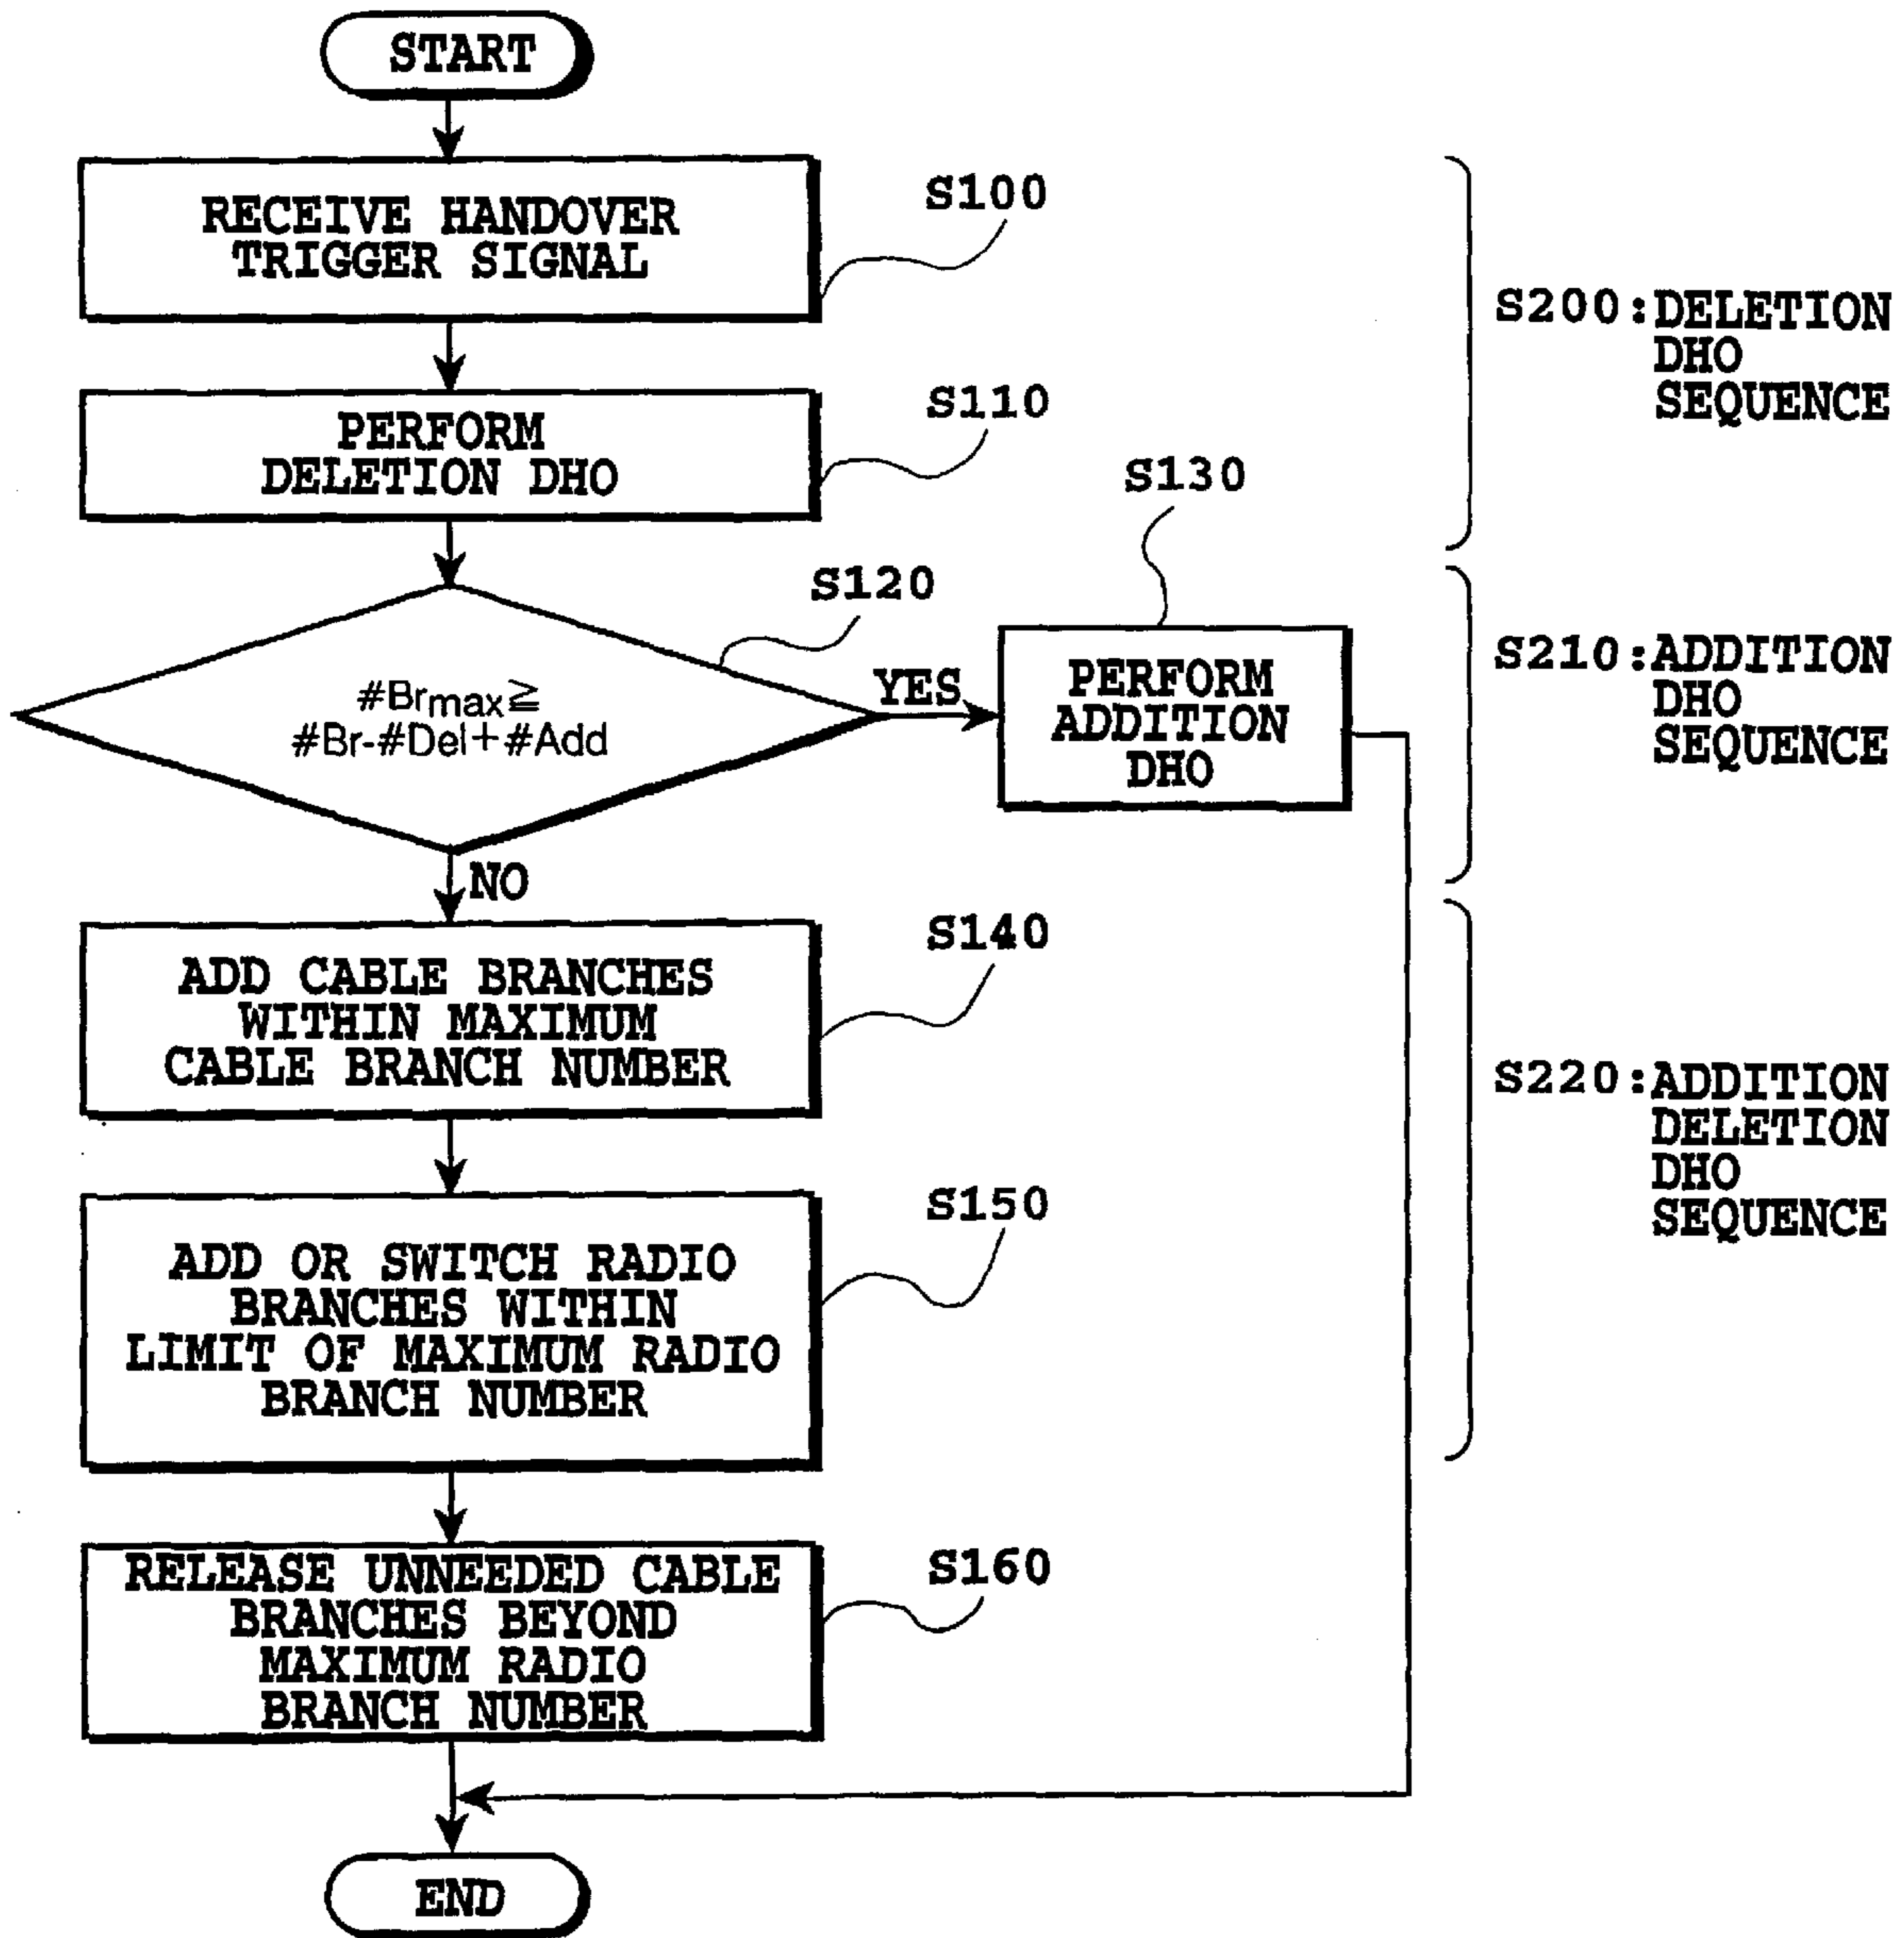 START
RECEIVE HANDOVER
TRIGGER SIGNAL
S100
S200:DELETION
DHO
SEQUENCE
PERFORM
DELETION DHO
S110
S120
#Brmax≧
#Br-#Del+#Add
YES
S130
PERFORM
ADDITION
DHO
S210:ADDITION
DHO
SEQUENCE
NO
ADD CABLE BRANCHES
WITHIN MAXIMUM
CABLE BRANCH NUMBER
S140
S220:ADDITION
DELETION
DHO
SEQUENCE
ADD OR SWITCH RADIO
BRANCHES WITHIN
LIMIT OF MAXIMUM RADIO
BRANCH NUMBER
S150
RELEASE UNNEEDED CABLE
BRANCHES BEYOND
MAXIMUM RADIO
BRANCH NUMBER
S160
END